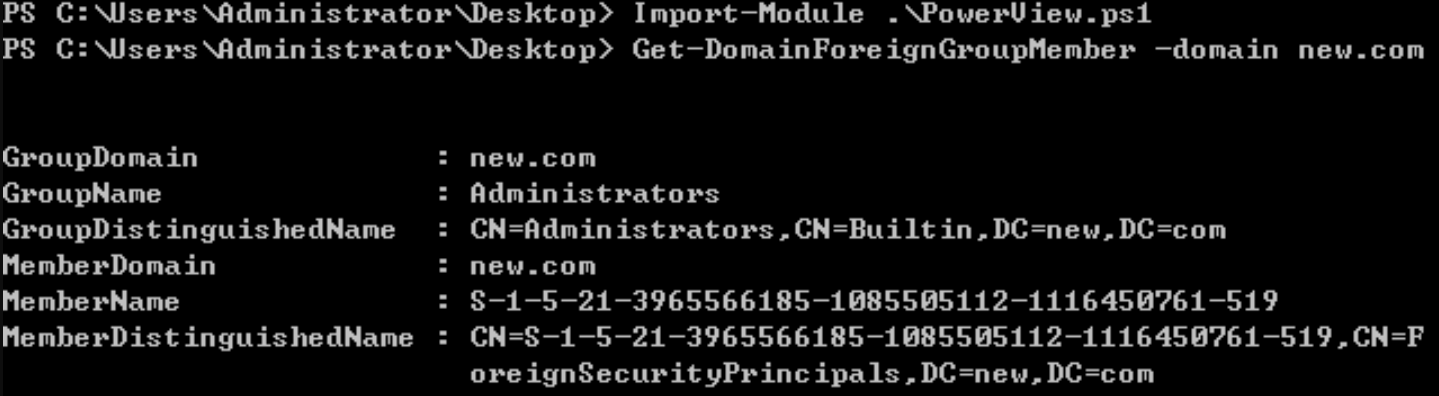 PS C:\Users\Administrator\Desktop> Import-Module .\PowerView.ps1
PS C:\Users\Administrator\Desktop> Get-DomainForeignGroupMember -domain new.com
GroupDomain : new.com
GroupName : Administrators
GroupDistinguishedName : CN=Administrators,CN=Builtin,DC=new,DC=com
MemberDomain : new.com
MemberName : S-1-5-21-3965566185-1085505112-1116450761-519
MemberDistinguishedName : CN=S-1-5-21-3965566185-1085505112-1116450761-519,CN=F
oreignSecurityPrincipals,DC=new,DC=com